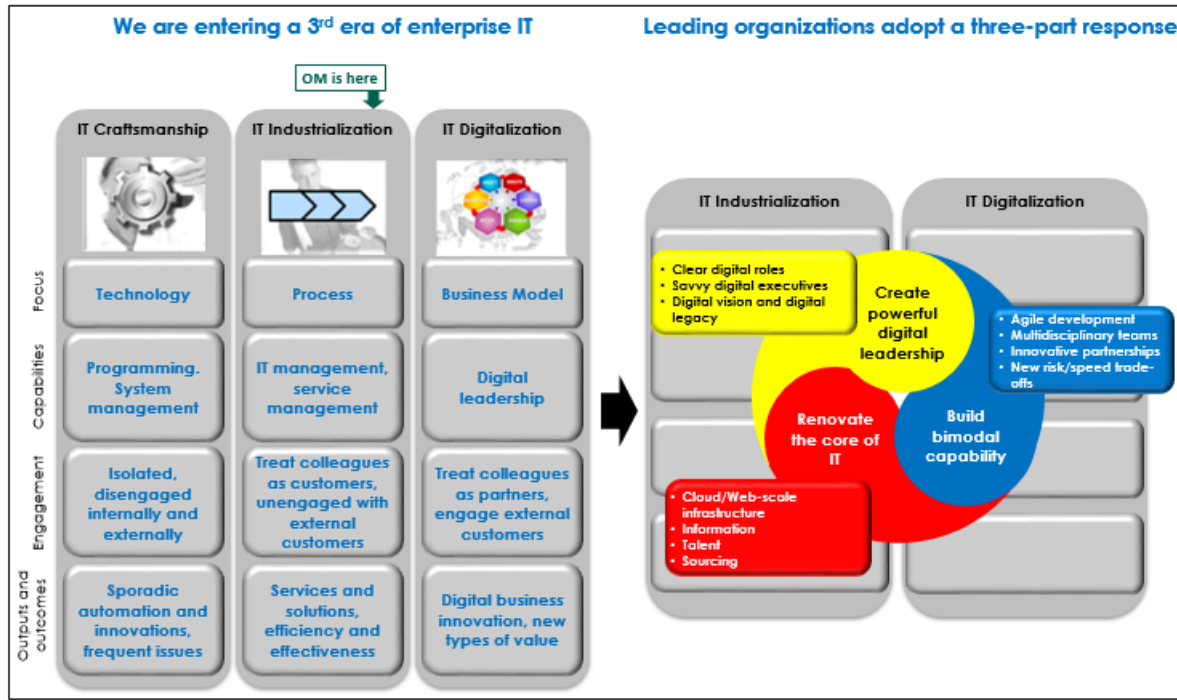 We are entering a 3rd era of enterprise IT
OM is here
IT Craftsmanship
IT Industrialization
IT Digitalization
Focus
Technology
Process
Business Model
Capabilities
Programming.
System
management
IT management,
service
management
Digital
leadership
Engagement
Isolated,
disengaged
internally and
externally
Treat colleagues
as customers,
unengaged with
external
customers
Treat colleagues
as partners,
engage external
customers
Outputs and
outcomes
Sporadic
automation and
innovations,
frequent issues
Services and
solutions,
efficiency and
effectiveness
Digital business
innovation, new
types of value
Leading organizations adopt a three-part response
IT Industrialization
IT Digitalization
• Clear digital roles
• Savvy digital executives
• Digital vision and digital
legacy
Create
powerful
digital
leadership
• Agile development
• Multidisciplinary teams
• Innovative partnerships
• New risk/speed trade-
offs
Renovate
the core of
IT
Build
bimodal
capability
• Cloud/Web-scale
infrastructure
• Information
• Talent
• Sourcing